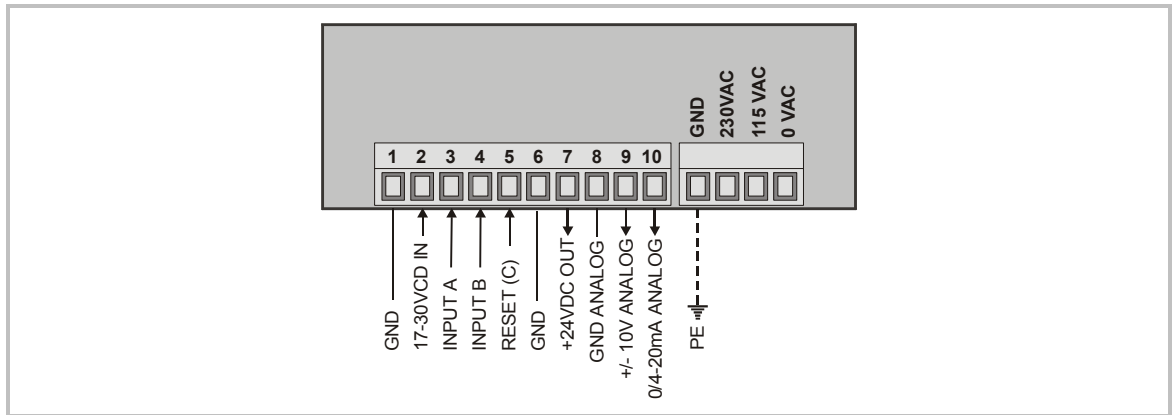 GND
230VAC
115 VAC
0 VAC
1 2 3 4 5 6 7 8 9 10
GND
17-30VCD IN
INPUT A
INPUT B
RESET (C)
GND
+24VDC OUT
GND ANALOG
+/- 10V ANALOG
0/4-20mA ANALOG
PE